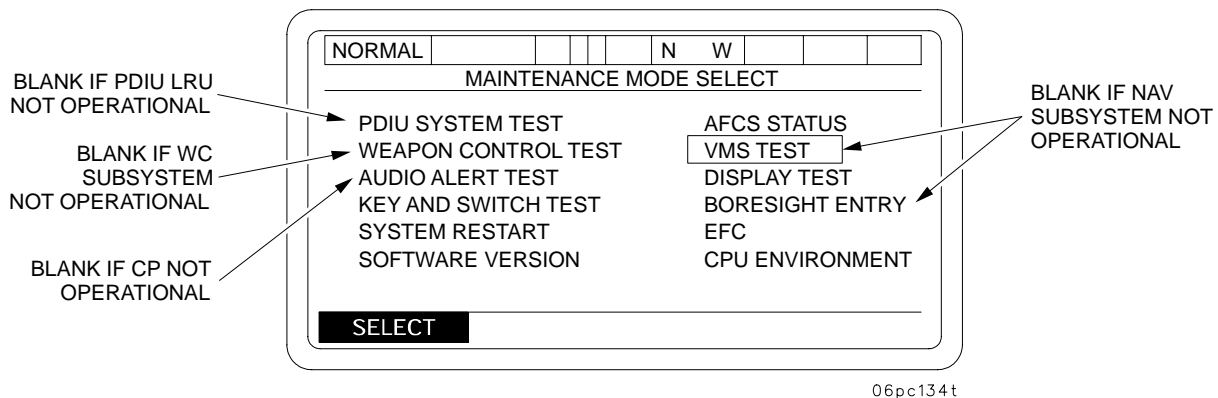 NORMAL N W
MAINTENANCE MODE SELECT
BLANK IF PDIU LRU
NOT OPERATIONAL
BLANK IF WC
SUBSYSTEM
NOT OPERATIONAL
BLANK IF CP NOT
OPERATIONAL
PDIU SYSTEM TEST
WEAPON CONTROL TEST
AUDIO ALERT TEST
KEY AND SWITCH TEST
SYSTEM RESTART
SOFTWARE VERSION
AFCS STATUS
VMS TEST
DISPLAY TEST
BORESIGHT ENTRY
EFC
CPU ENVIRONMENT
BLANK IF NAV
SUBSYSTEM NOT
OPERATIONAL
SELECT
06pc134t